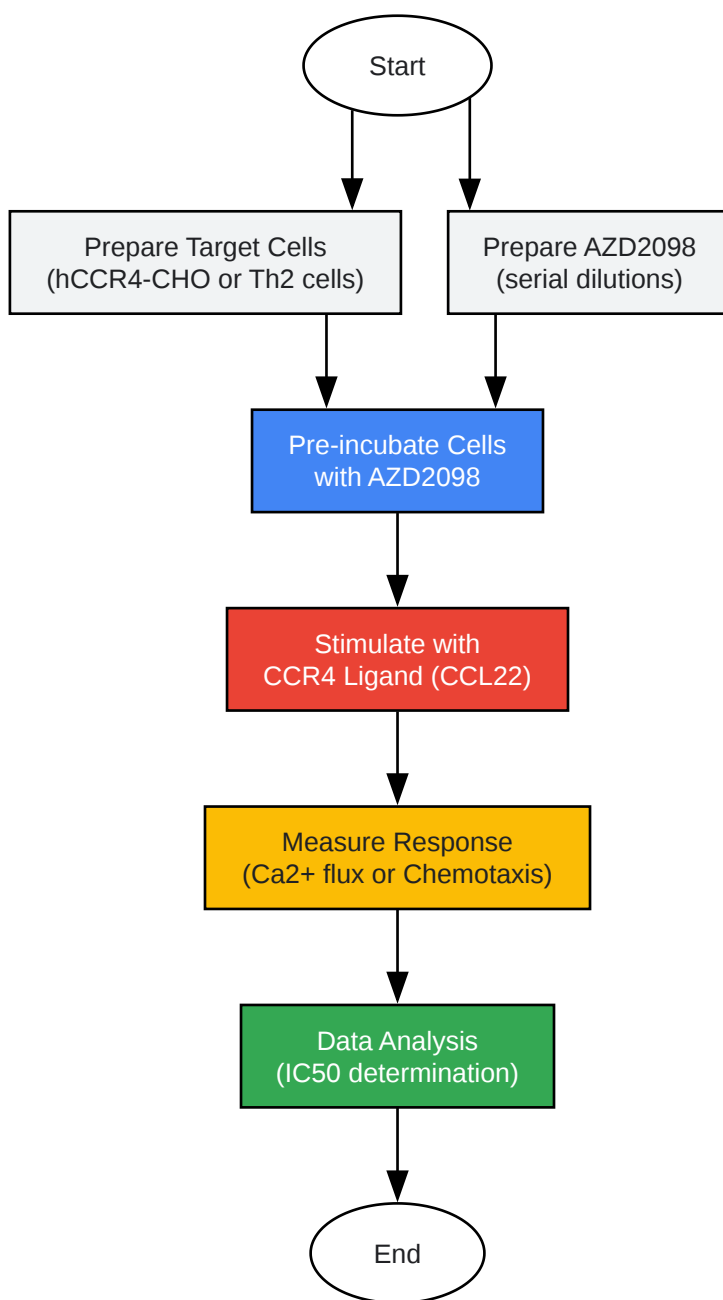 Start
Prepare Target Cells
(hCCR4-CHO or Th2 cells)
Prepare AZD2098
(serial dilutions)
Pre-incubate Cells
with AZD2098
Stimulate with
CCR4 Ligand (CCL22)
Measure Response
(Ca2+ flux or Chemotaxis)
Data Analysis
(IC50 determination)
End